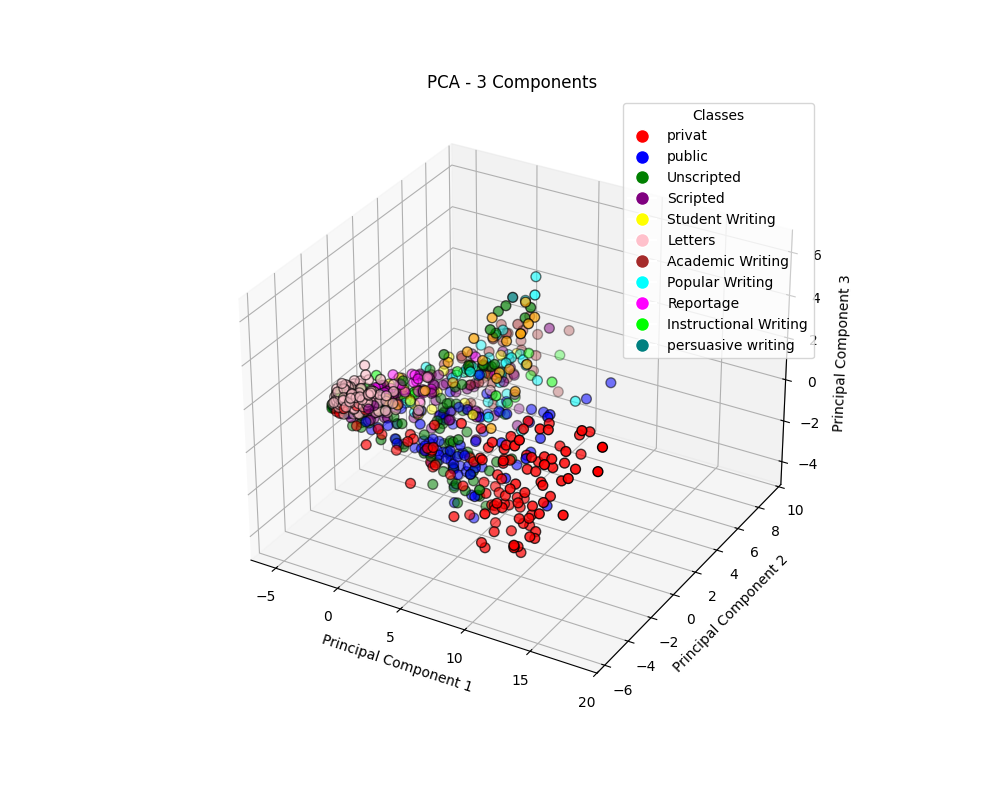 PCA - 3 Components
Classes
privat
public
Unscripted
Scripted
Student Writing
Letters
Academic Writing
Popular Writing
Reportage
Instructional Writing
persuasive writing
6
4
2
0
−2
−4
Principal Component 3
10
8
6
4
2
0
−2
−4
−6
Principal Component 2
−5
0
5
10
15
20
Principal Component 1